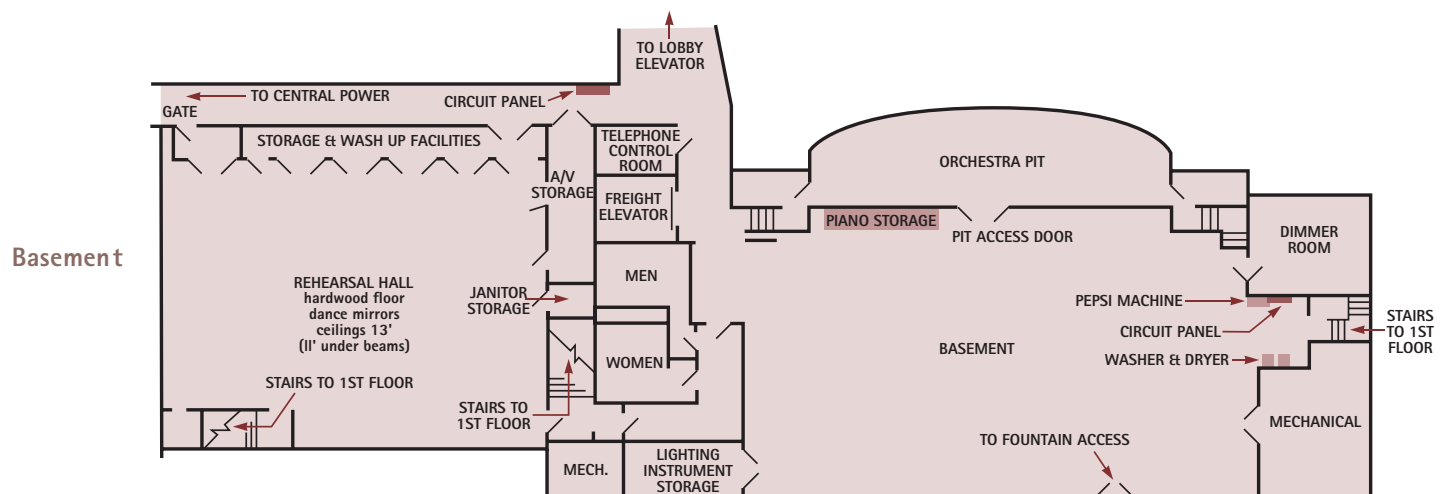 TO LOBBY
ELEVATOR
TO CENTRAL POWER
CIRCUIT PANEL
GATE
STORAGE & WASH UP FACILITIES
TELEPHONE
CONTROL
ROOM
A/V
STORAGE
FREIGHT
ELEVATOR
ORCHESTRA PIT
PIANO STORAGE
PIT ACCESS DOOR
DIMMER
ROOM
Basement
REHEARSAL HALL
hardwood floor
dance mirrors
ceilings 13'
(II' under beams)
JANITOR
STORAGE
MEN
WOMEN
PEPSI MACHINE
CIRCUIT PANEL
WASHER & DRYER
STAIRS
TO 1ST
FLOOR
BASEMENT
STAIRS TO 1ST FLOOR
STAIRS TO
1ST FLOOR
MECHANICAL
TO FOUNTAIN ACCESS
MECH.
LIGHTING
INSTRUMENT
STORAGE